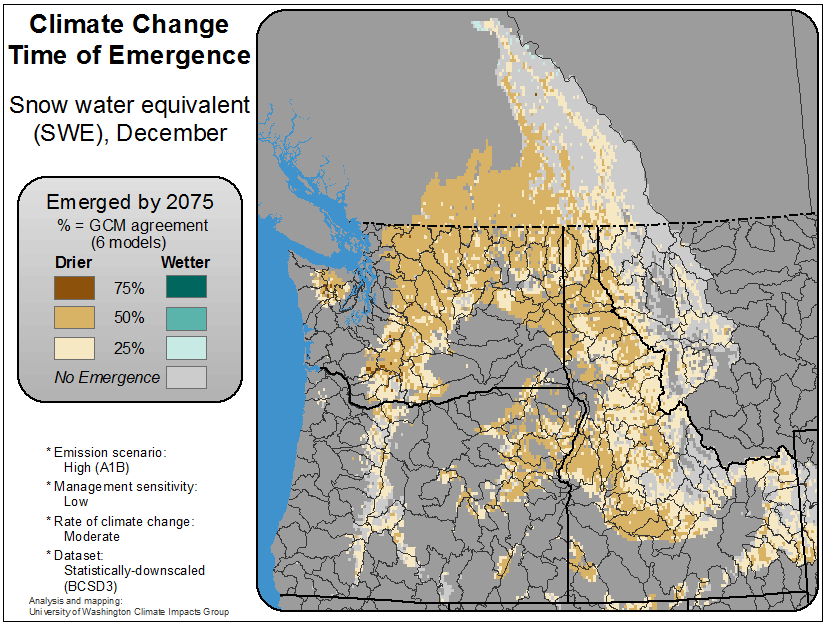 Climate Change
Time of Emergence
Snow water equivalent
(SWE), December
Emerged by 2075
% = GCM agreement
(6 models)
Drier Wetter
75%
50%
25%
No Emergence
* Emission scenario:
High (A1B)
* Management sensitivity:
Low
* Rate of climate change:
Moderate
* Dataset:
Statistically-downscaled
(BCSD3)
Analysis and mapping:
University of Washington Climate Impacts Group